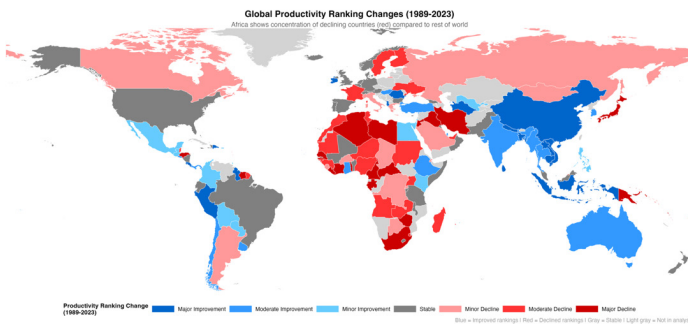 Global Productivity Ranking Changes (1989-2023)
Africa shows concentration of declining countries (red) compared to rest of world
Productivity Ranking Change
(1989-2023)
Major Improvement
Moderate Improvement
Minor Improvement
Stable
Minor Decline
Moderate Decline
Major Decline
Blue = Improved rankings | Red = Declined rankings | Gray = Stable | Light gray = Not in analys